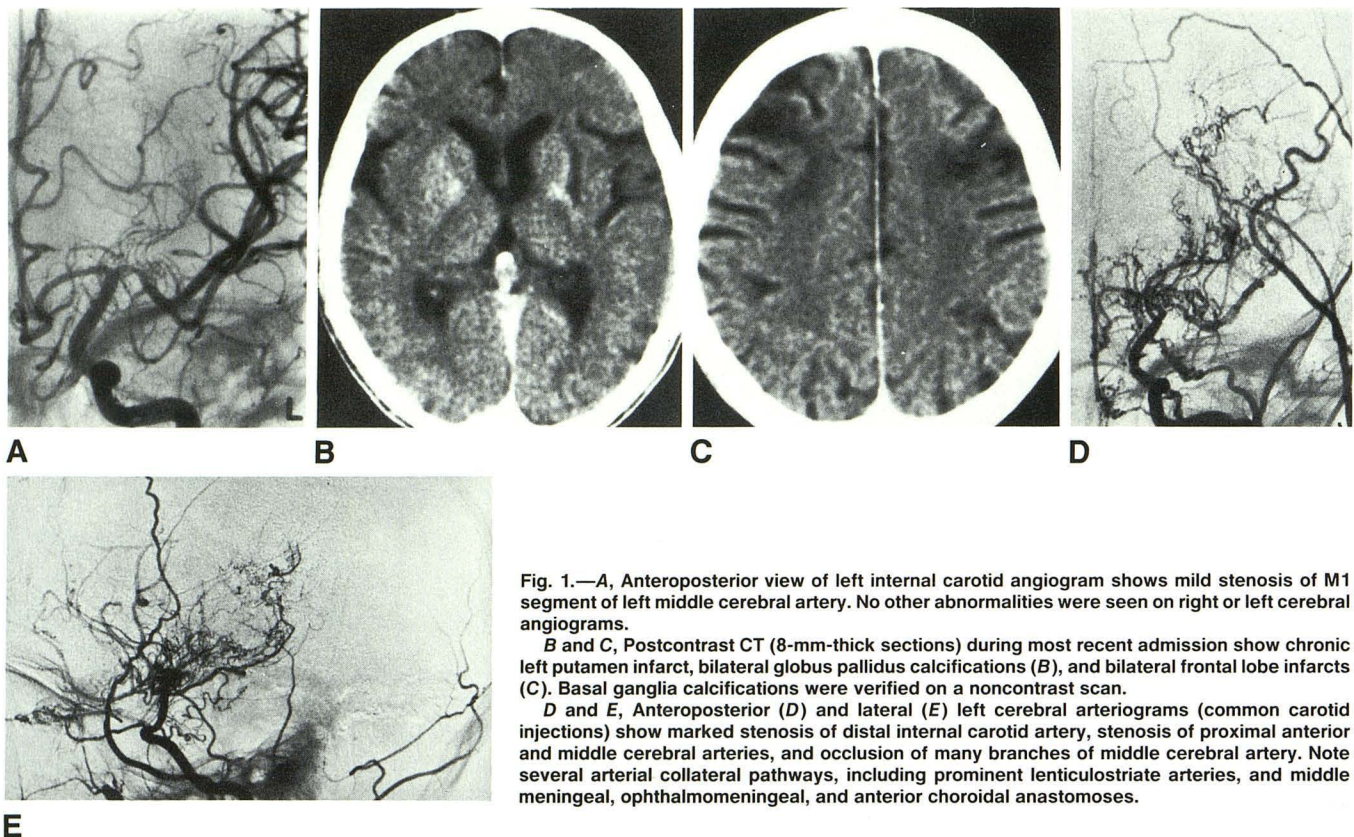 L
A
B
C
D
E
Fig. 1.—A, Anteroposterior view of left internal carotid angiogram shows mild stenosis of M1
segment of left middle cerebral artery. No other abnormalities were seen on right or left cerebral
angiograms.
B and C, Postcontrast CT (8-mm-thick sections) during most recent admission show chronic
left putamen infarct, bilateral globus pallidus calcifications (B), and bilateral frontal lobe infarcts
(C). Basal ganglia calcifications were verified on a noncontrast scan.
D and E, Anteroposterior (D) and lateral (E) left cerebral arteriograms (common carotid
injections) show marked stenosis of distal internal carotid artery, stenosis of proximal anterior
and middle cerebral arteries, and occlusion of many branches of middle cerebral artery. Note
several arterial collateral pathways, including prominent lenticulostriate arteries, and middle
meningeal, ophthalmomeningeal, and anterior choroidal anastomoses.